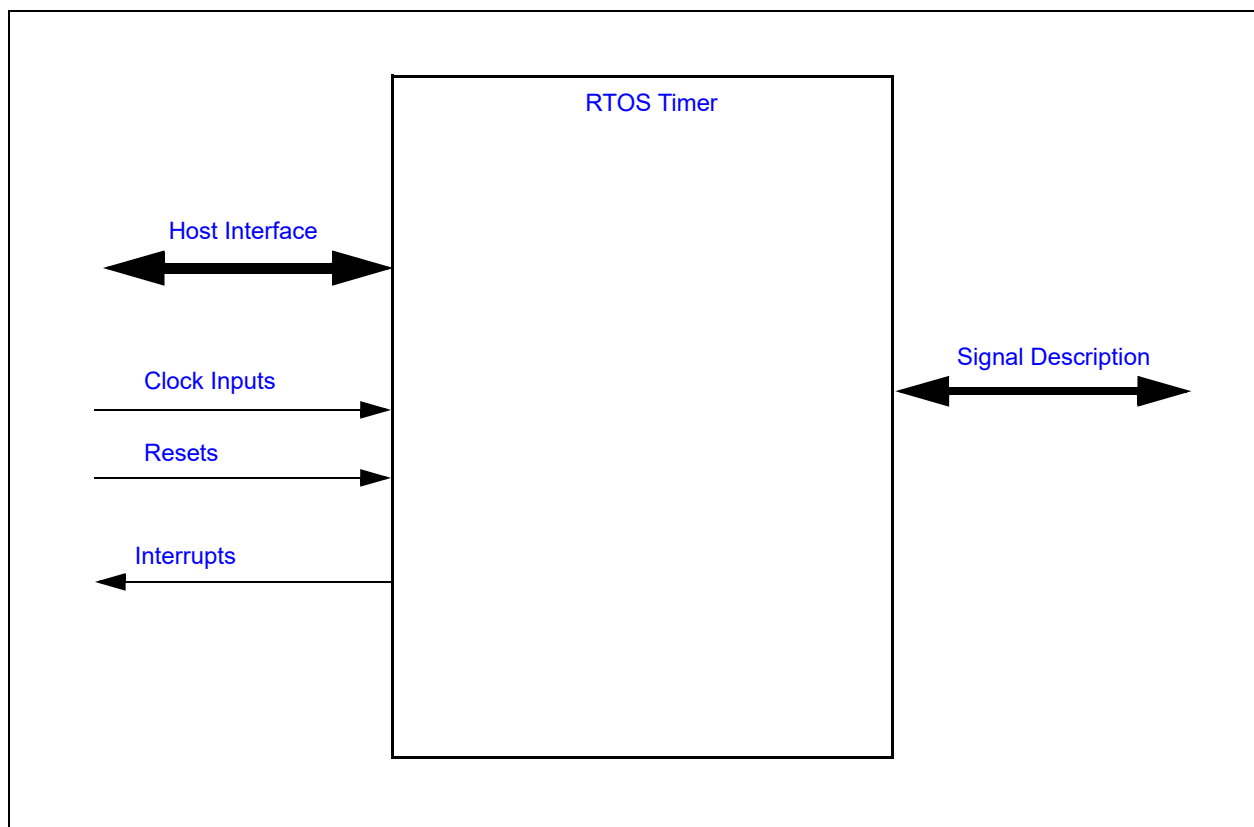 RTOS Timer
Host Interface
Signal Description
Clock Inputs
Resets
Interrupts